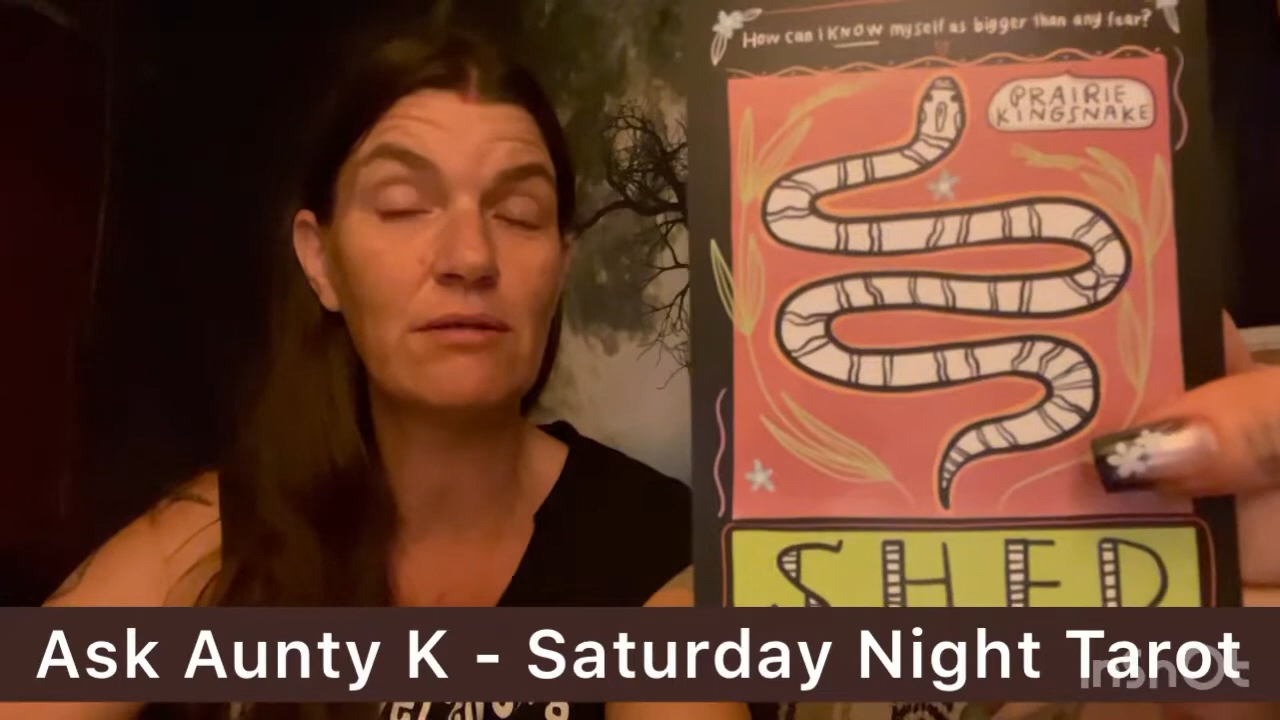 How can I KNOW myself as bigger than any fear?
PRAIRIE
KINGSNAKE
SHED
Ask Aunty K - Saturday Night Tarot
InShOt